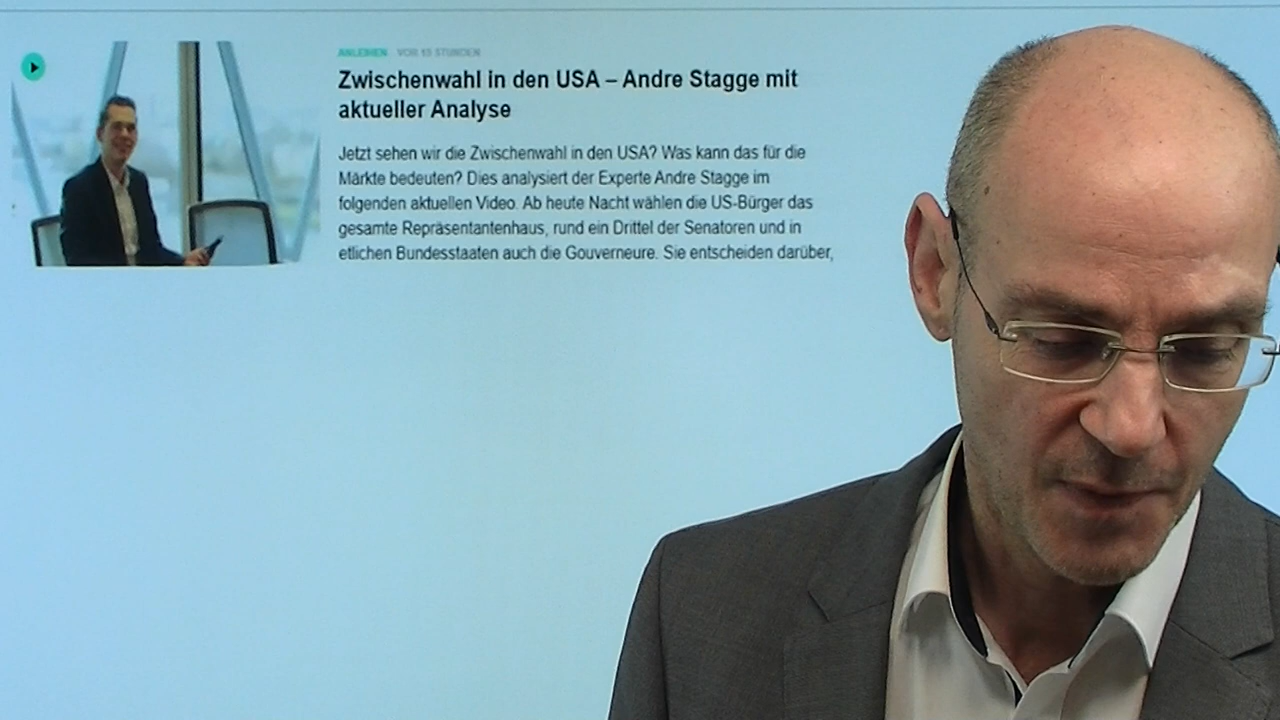 ANLEIHEN VOR 13 STUNDEN
Zwischenwahl in den USA – Andre Stagge mit
aktueller Analyse
Jetzt sehen wir die Zwischenwahl in den USA? Was kann das für die
Märkte bedeuten? Dies analysiert der Experte Andre Stagge im
folgenden aktuellen Video. Ab heute Nacht wählen die US-Bürger das
gesamte Repräsentantenhaus, rund ein Drittel der Senatoren und in
etlichen Bundesstaaten auch die Gouverneure. Sie entscheiden darüber,